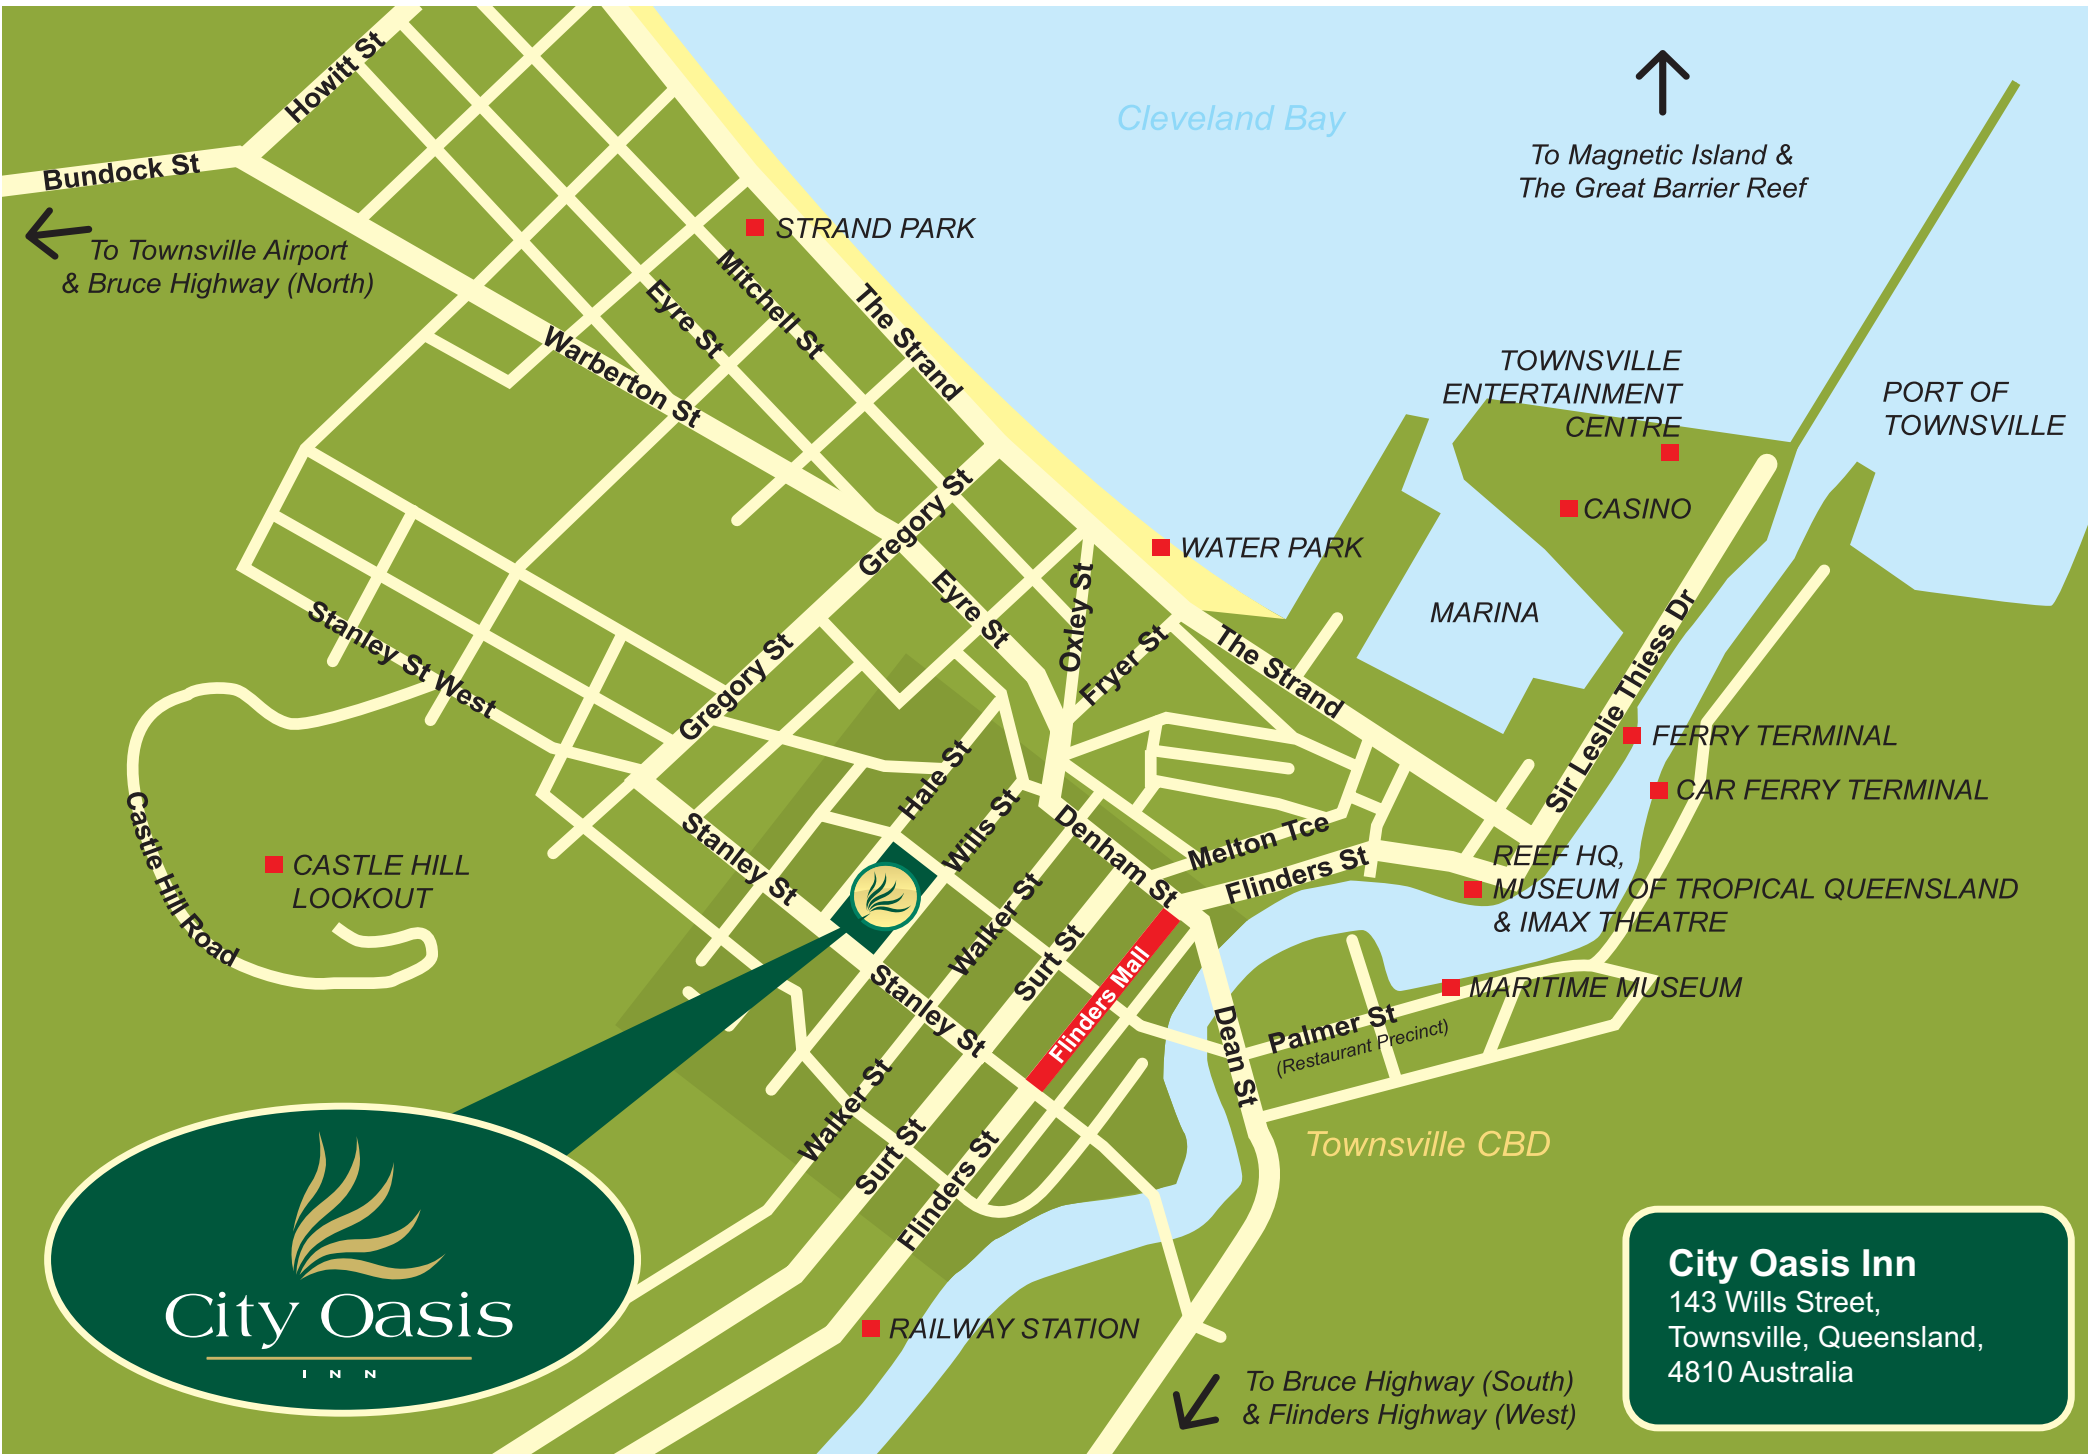 Howitt St
Bundock St
Cleveland Bay
To Magnetic Island &
The Great Barrier Reef
To Townsville Airport
& Bruce Highway (North)
STRAND PARK
Mitchell St
Eyre St
The Strand
Warberton St
TOWNSVILLE
ENTERTAINMENT
CENTRE
PORT OF
TOWNSVILLE
CASINO
Gregory St
WATER PARK
Eyre St
Oxley St
MARINA
Stanley St West
Gregory St
Fryer St
The Strand
Sir Leslie Thiess Dr
FERRY TERMINAL
CAR FERRY TERMINAL
Hale St
Wills St
Castle Hill Road
CASTLE HILL
LOOKOUT
Stanley St
Denham St
Melton Tce
Flinders St
REEF HQ,
MUSEUM OF TROPICAL QUEENSLAND
& IMAX THEATRE
Walker St
Surt St
Flinders Mall
Stanley St
MARITIME MUSEUM
Dean St
Palmer St
(Restaurant Precinct)
Walker St
Surt St
Flinders St
Townsville CBD
City Oasis
INN
RAILWAY STATION
To Bruce Highway (South)
& Flinders Highway (West)
City Oasis Inn
143 Wills Street,
Townsville, Queensland,
4810 Australia